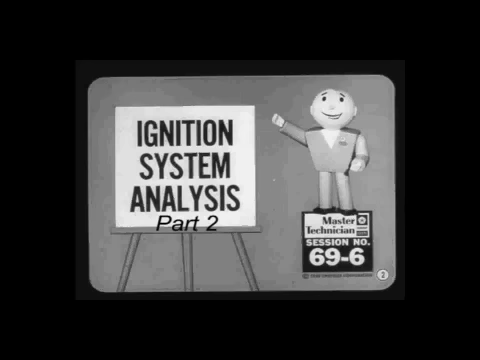 IGNITION
SYSTEM
ANALYSIS
Part 2
Master
Technician
SESSION NO.
69-6
2